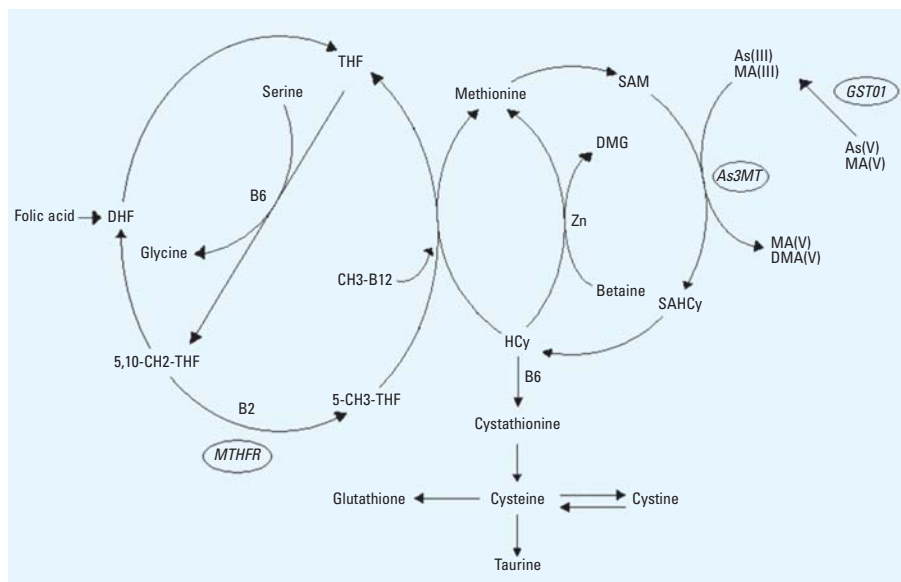 As(III)
MA(III)
THF
SAM
Serine
Methionine
GST01
DMG
As(V)
MA(V)
As3MT
B6
Folic acid
DHF
Zn
Glycine
MA(V)
DMA(V)
CH3-B12
Betaine
SAHCy
HCy
5,10-CH2-THF
B6
5-CH3-THF
B2
Cystathionine
MTHFR
Glutathione
Cysteine
Cystine
Taurine